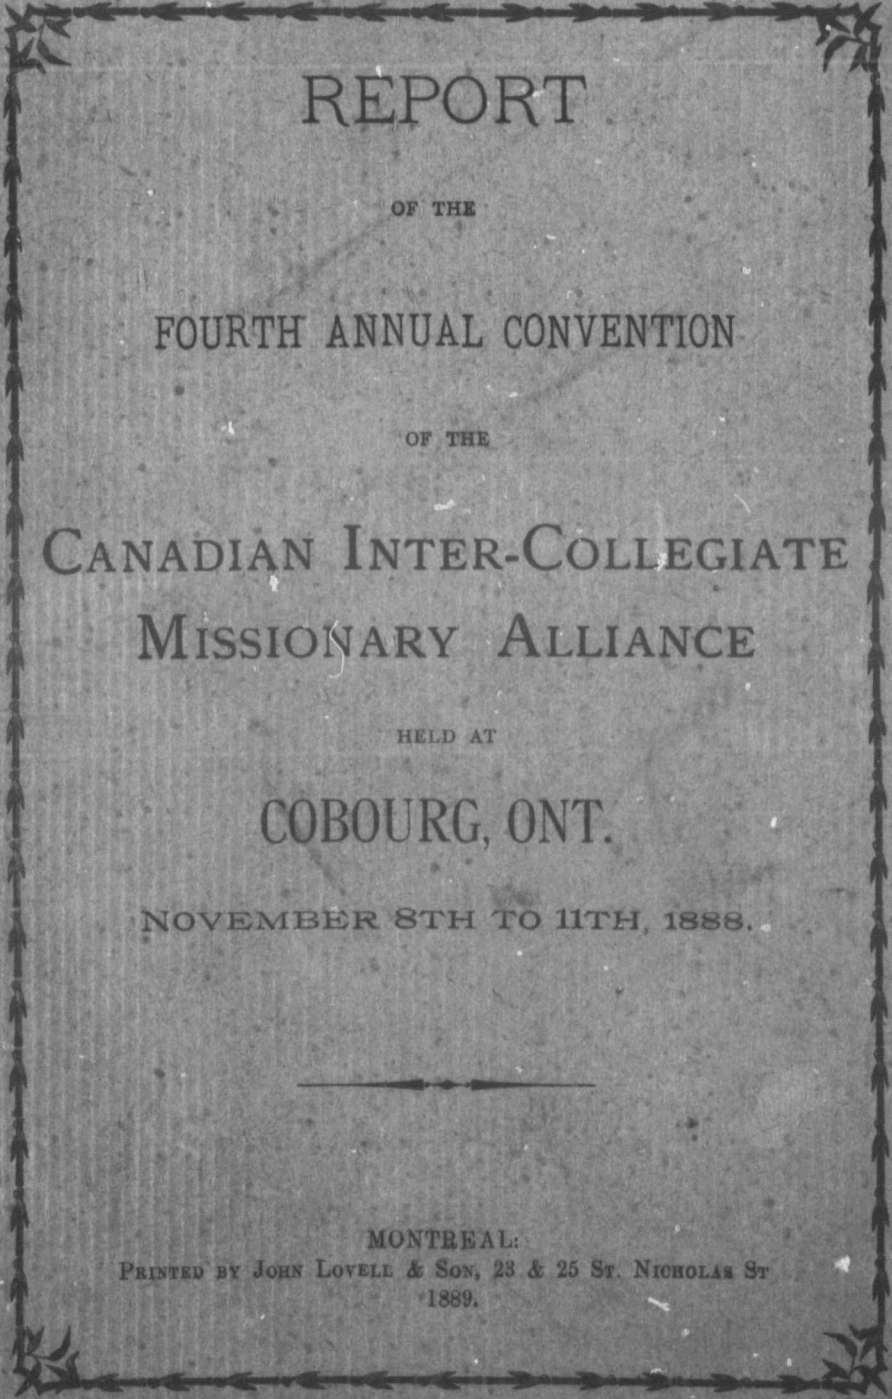 REPORT
OF THE
FOURTH ANNUAL CONVENTION
OF THE
CANADIAN INTER-COLLEGIATE
MISSIONARY ALLIANCE
HELD AT
COBOURG, ONT.
NOVEMBER 8TH TO 11TH, 1888.
MONTREAL:
PRINTED BY JOHN LOVELL & SON, 23 & 25 ST. NICHOLAS ST
1889.